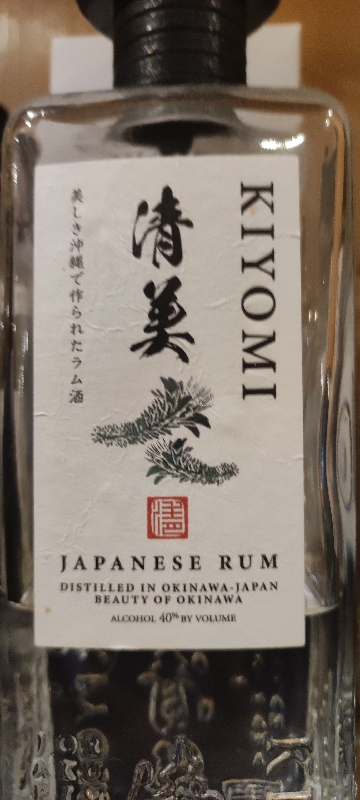 KIYOMI
清美
美しき沖縄で作られたラム酒
JAPANESE RUM
DISTILLED IN OKINAWA-JAPAN
BEAUTY OF OKINAWA
ALCOHOL 40% BY VOLUME